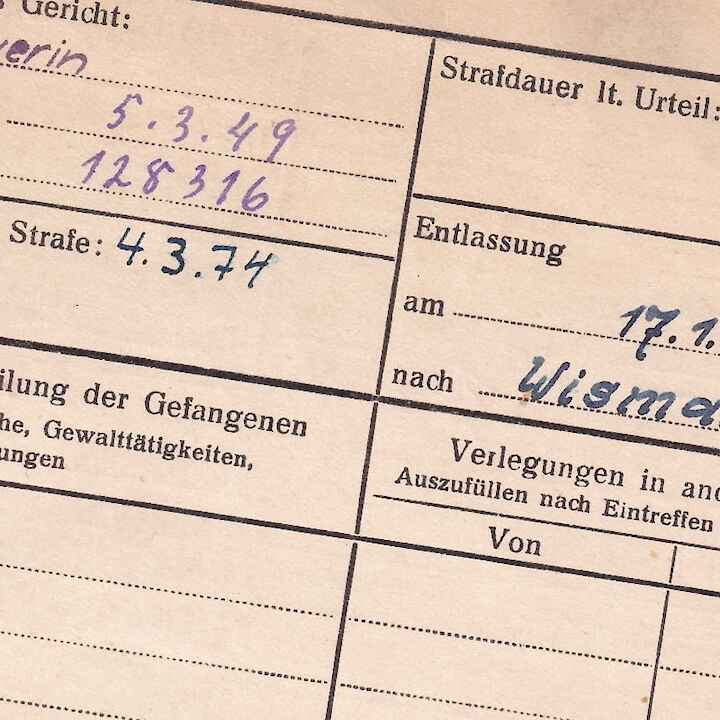 Gericht:
erin
5.3.49
128316
Strafe: 4.3.74
Strafdauer lt. Urteil:
Entlassung
am 17.1.
nach Wisma
ilung der Gefangenen
he, Gewalttätigkeiten,
ungen
Verlegungen in and
Auszufüllen nach Eintreffen
Von